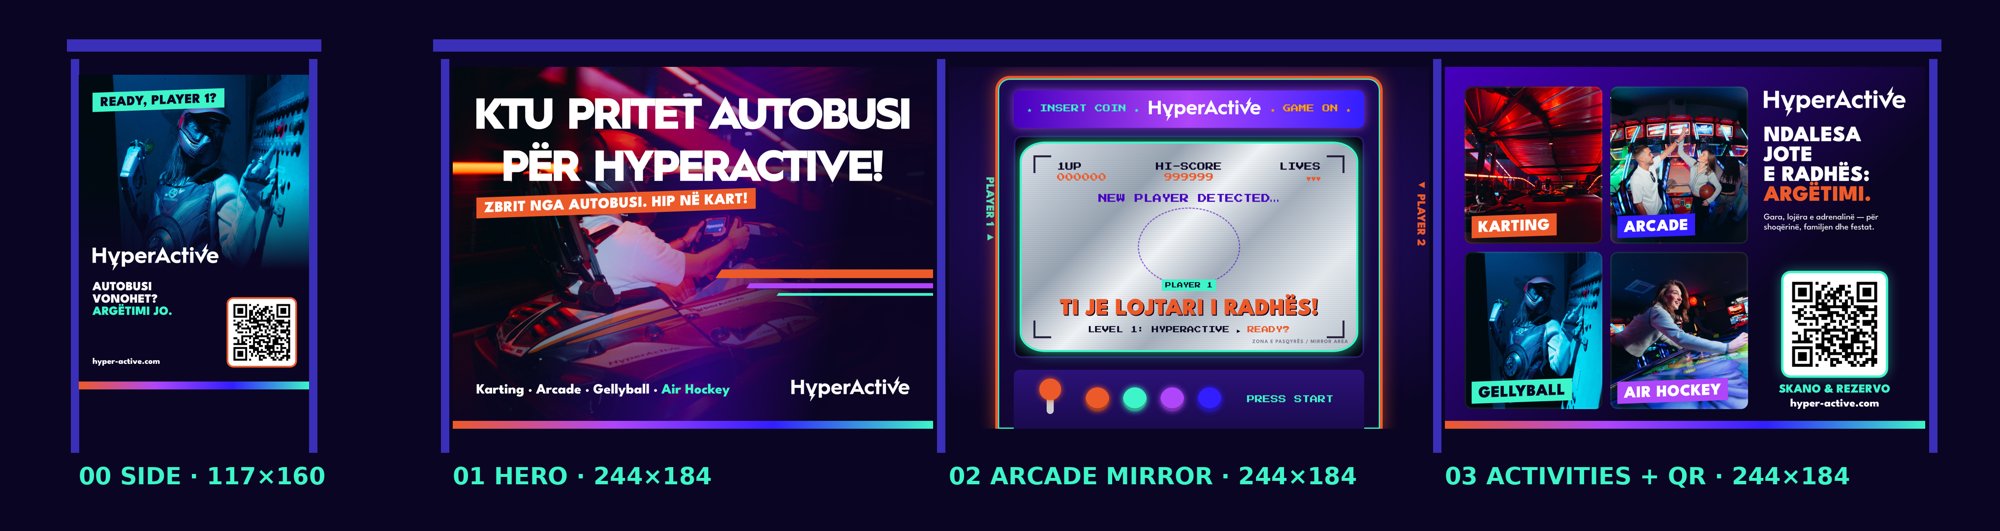 READY, PLAYER 1?
HyperActive
AUTOBUSI
VONOHET?
ARGËTIMI JO.
hyper-active.com
00 SIDE · 117×160
KTU PRITET AUTOBUSI
PËR HYPERACTIVE!
ZBRIT NGA AUTOBUSI. HIP NË KART!
Karting · Arcade · Gellyball · Air Hockey
HyperActive
01 HERO · 244×184
INSERT COIN
HyperActive
GAME ON
1UP
000000
HI-SCORE
999999
LIVES
♥♥♥
NEW PLAYER DETECTED...
PLAYER 1
TI JE LOJTARI I RADHËS!
LEVEL 1: HYPERACTIVE ▸ READY?
ZONA E PASQYRËS / MIRROR AREA
PLAYER 1 ▲
▼ PLAYER 2
PRESS START
02 ARCADE MIRROR · 244×184
KARTING
ARCADE
GELLYBALL
AIR HOCKEY
HyperActive
NDALESA
JOTE
E RADHËS:
ARGËTIMI.
Gara, lojëra e adrenalinë — për
shoqërinë, familjen dhe festat.
SKANO & REZERVO
hyper-active.com
03 ACTIVITIES + QR · 244×184